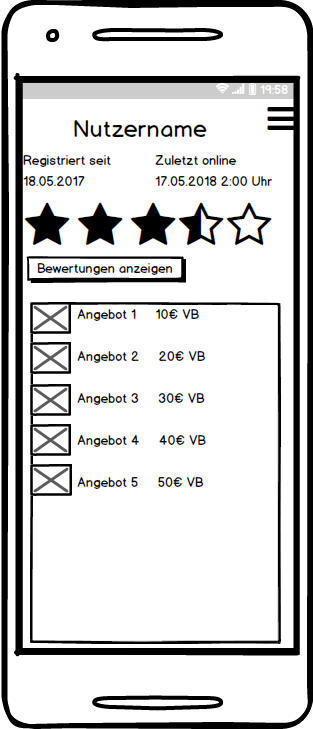 19:58
Nutzername
Registriert seit Zuletzt online
18.05.2017 17.05.2018 2:00 Uhr
Bewertungen anzeigen
Angebot 1 10€ VB
Angebot 2 20€ VB
Angebot 3 30€ VB
Angebot 4 40€ VB
Angebot 5 50€ VB